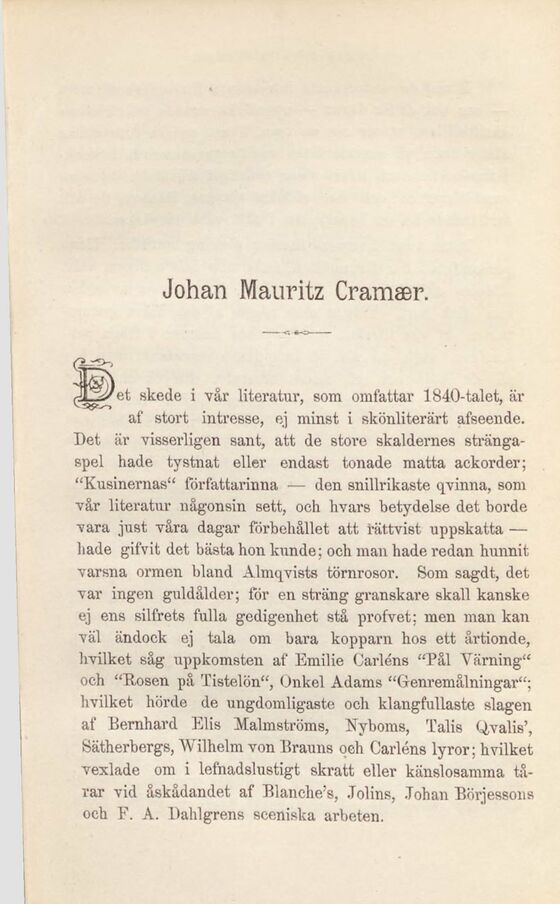 Johan Mauritz Cramær.
Det skede i vår literatur, som omfattar 1840-talet, är
af stort intresse, ej minst i skönliterärt afseende.
Det är visserligen sant, att de store skaldernes stränga-
spel hade tystnat eller endast tonade matta ackorder;
“Kusinernas“ författarinna — den snillrikaste qvinna, som
vår literatur någonsin sett, och hvars betydelse det borde
vara just våra dagar förbehållet att rättvist uppskatta —
hade gifvit det bästa hon kunde; och man hade redan hunnit
varsna ormen bland Almqvists törnrosor. Som sagdt, det
var ingen guldålder; för en sträng granskare skall kanske
ej ens silfrets fulla gedigenhet stå profvet; men man kan
väl ändock ej tala om bara kopparn hos ett årtionde,
hvilket såg uppkomsten af Emilie Carléns “Pål Värning“
och “Rosen på Tistelön“, Onkel Adams “Genremålningar“;
hvilket hörde de ungdomligaste och klangfullaste slagen
af Bernhard Elis Malmströms, Nyboms, Talis Qvalis’,
Sätherbergs, Wilhelm von Brauns och Carléns lyror; hvilket
vexlade om i lefnadslustigt skratt eller känslosamma tå-
rar vid åskådandet af Blanche’s, Jolins, Johan Börjessons
och F. A. Dahlgrens sceniska arbeten.